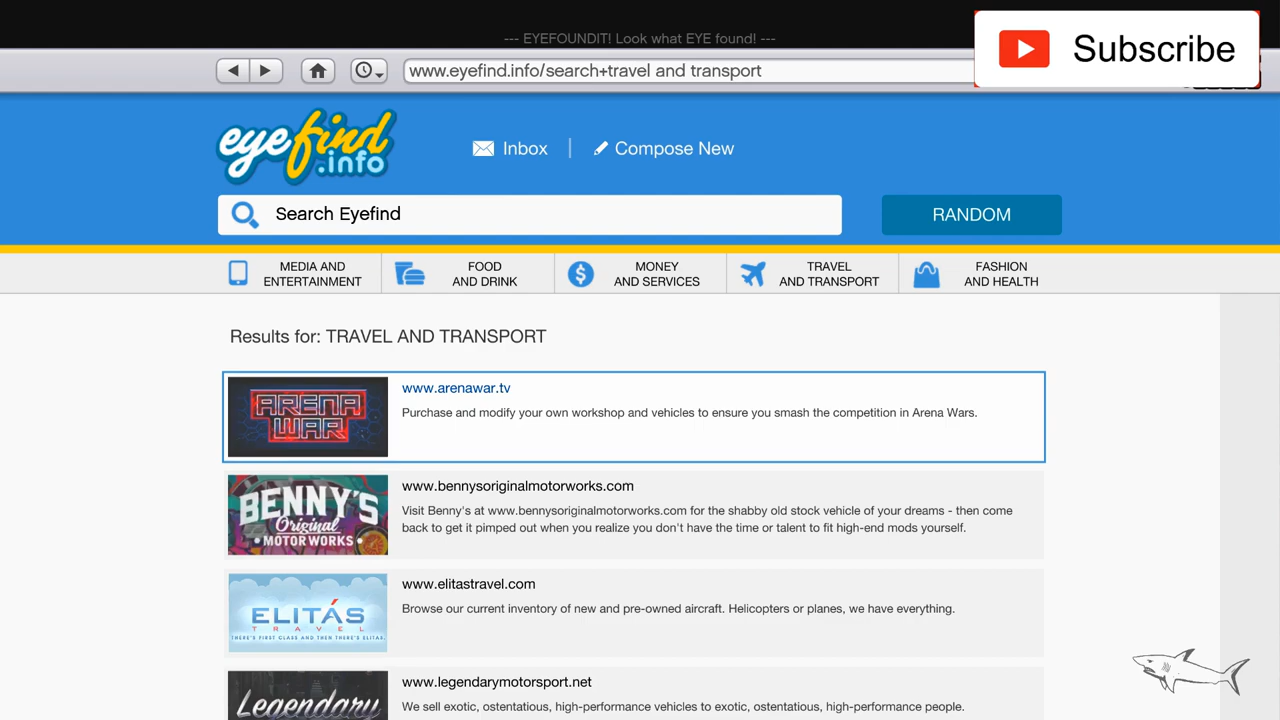 --- EYEFOUNDIT! Look what EYE found! ---
Subscribe
www.eyefind.info/search+travel and transport
eyefind
.info
Inbox
Compose New
Search Eyefind
RANDOM
MEDIA AND
ENTERTAINMENT
FOOD
AND DRINK
MONEY
AND SERVICES
TRAVEL
AND TRANSPORT
FASHION
AND HEALTH
Results for: TRAVEL AND TRANSPORT
ARENA
WAR
www.arenawar.tv
Purchase and modify your own workshop and vehicles to ensure you smash the competition in Arena Wars.
BENNY'S
Original
• MOTOR WORKS •
www.bennysoriginalmotorworks.com
Visit Benny's at www.bennysoriginalmotorworks.com for the shabby old stock vehicle of your dreams - then come
back to get it pimped out when you realize you don't have the time or talent to fit high-end mods yourself.
ELITÁS
TRAVEL
THERE'S FIRST CLASS AND THEN THERE'S ELITAS.
www.elitastravel.com
Browse our current inventory of new and pre-owned aircraft. Helicopters or planes, we have everything.
Legendary
www.legendarymotorsport.net
We sell exotic, ostentatious, high-performance vehicles to exotic, ostentatious, high-performance people.